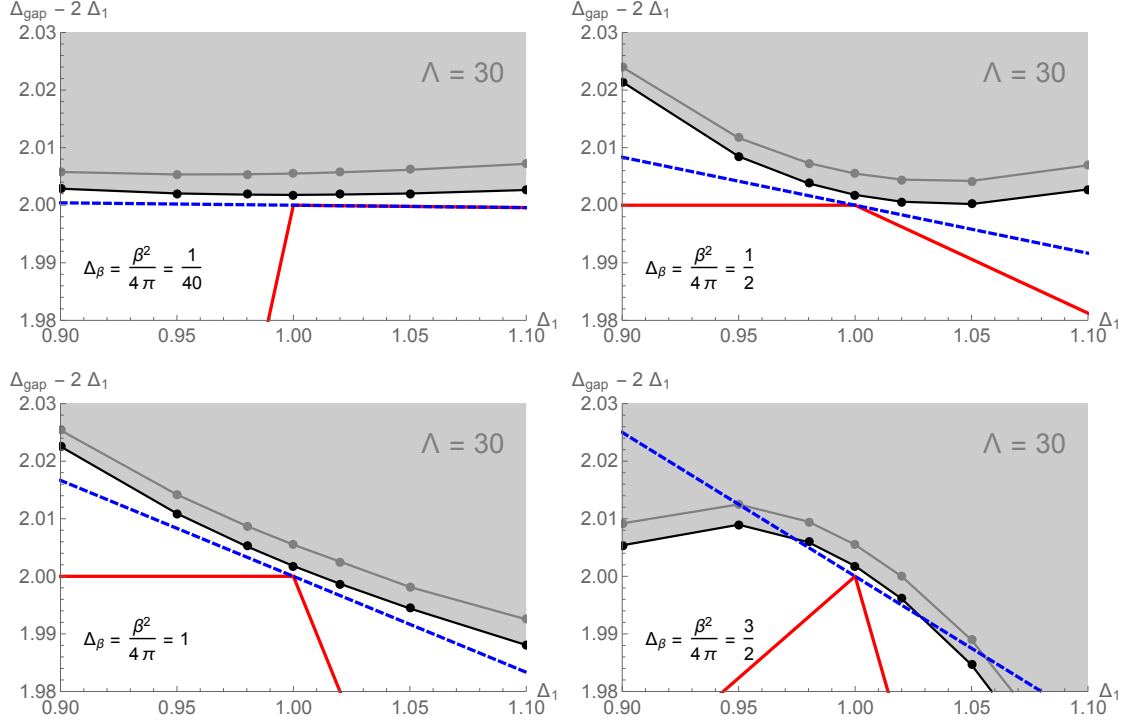 Δgap – 2 Δ1
2.03
2.02
2.01
2.00
1.99
1.98
0.90 0.95 1.00 1.05 1.10
Δ1
Λ = 30
Δβ = β² / 4 π = 1 / 40
Δgap – 2 Δ1
2.03
2.02
2.01
2.00
1.99
1.98
0.90 0.95 1.00 1.05 1.10
Δ1
Λ = 30
Δβ = β² / 4 π = 1 / 2
Δgap – 2 Δ1
2.03
2.02
2.01
2.00
1.99
1.98
0.90 0.95 1.00 1.05 1.10
Δ1
Λ = 30
Δβ = β² / 4 π = 1
Δgap – 2 Δ1
2.03
2.02
2.01
2.00
1.99
1.98
0.90 0.95 1.00 1.05 1.10
Δ1
Λ = 30
Δβ = β² / 4 π = 3 / 2